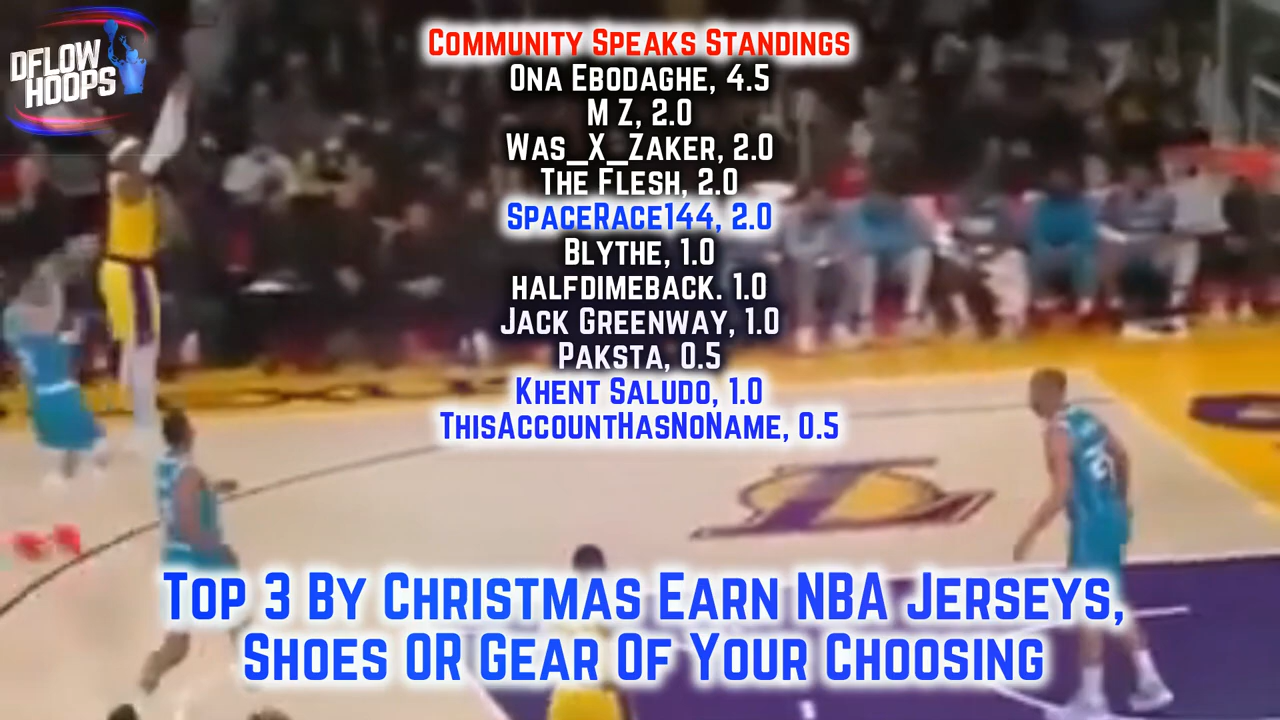 DFLOW
HOOPS
Community Speaks Standings
Ona Ebodaghe, 4.5
M Z, 2.0
Was_X_Zaker, 2.0
The Flesh, 2.0
SpaceRace144, 2.0
Blythe, 1.0
halfdimeback. 1.0
Jack Greenway, 1.0
Paksta, 0.5
Khent Saludo, 1.0
ThisAccountHasNoName, 0.5
Top 3 By Christmas Earn NBA Jerseys,
Shoes OR Gear Of Your Choosing